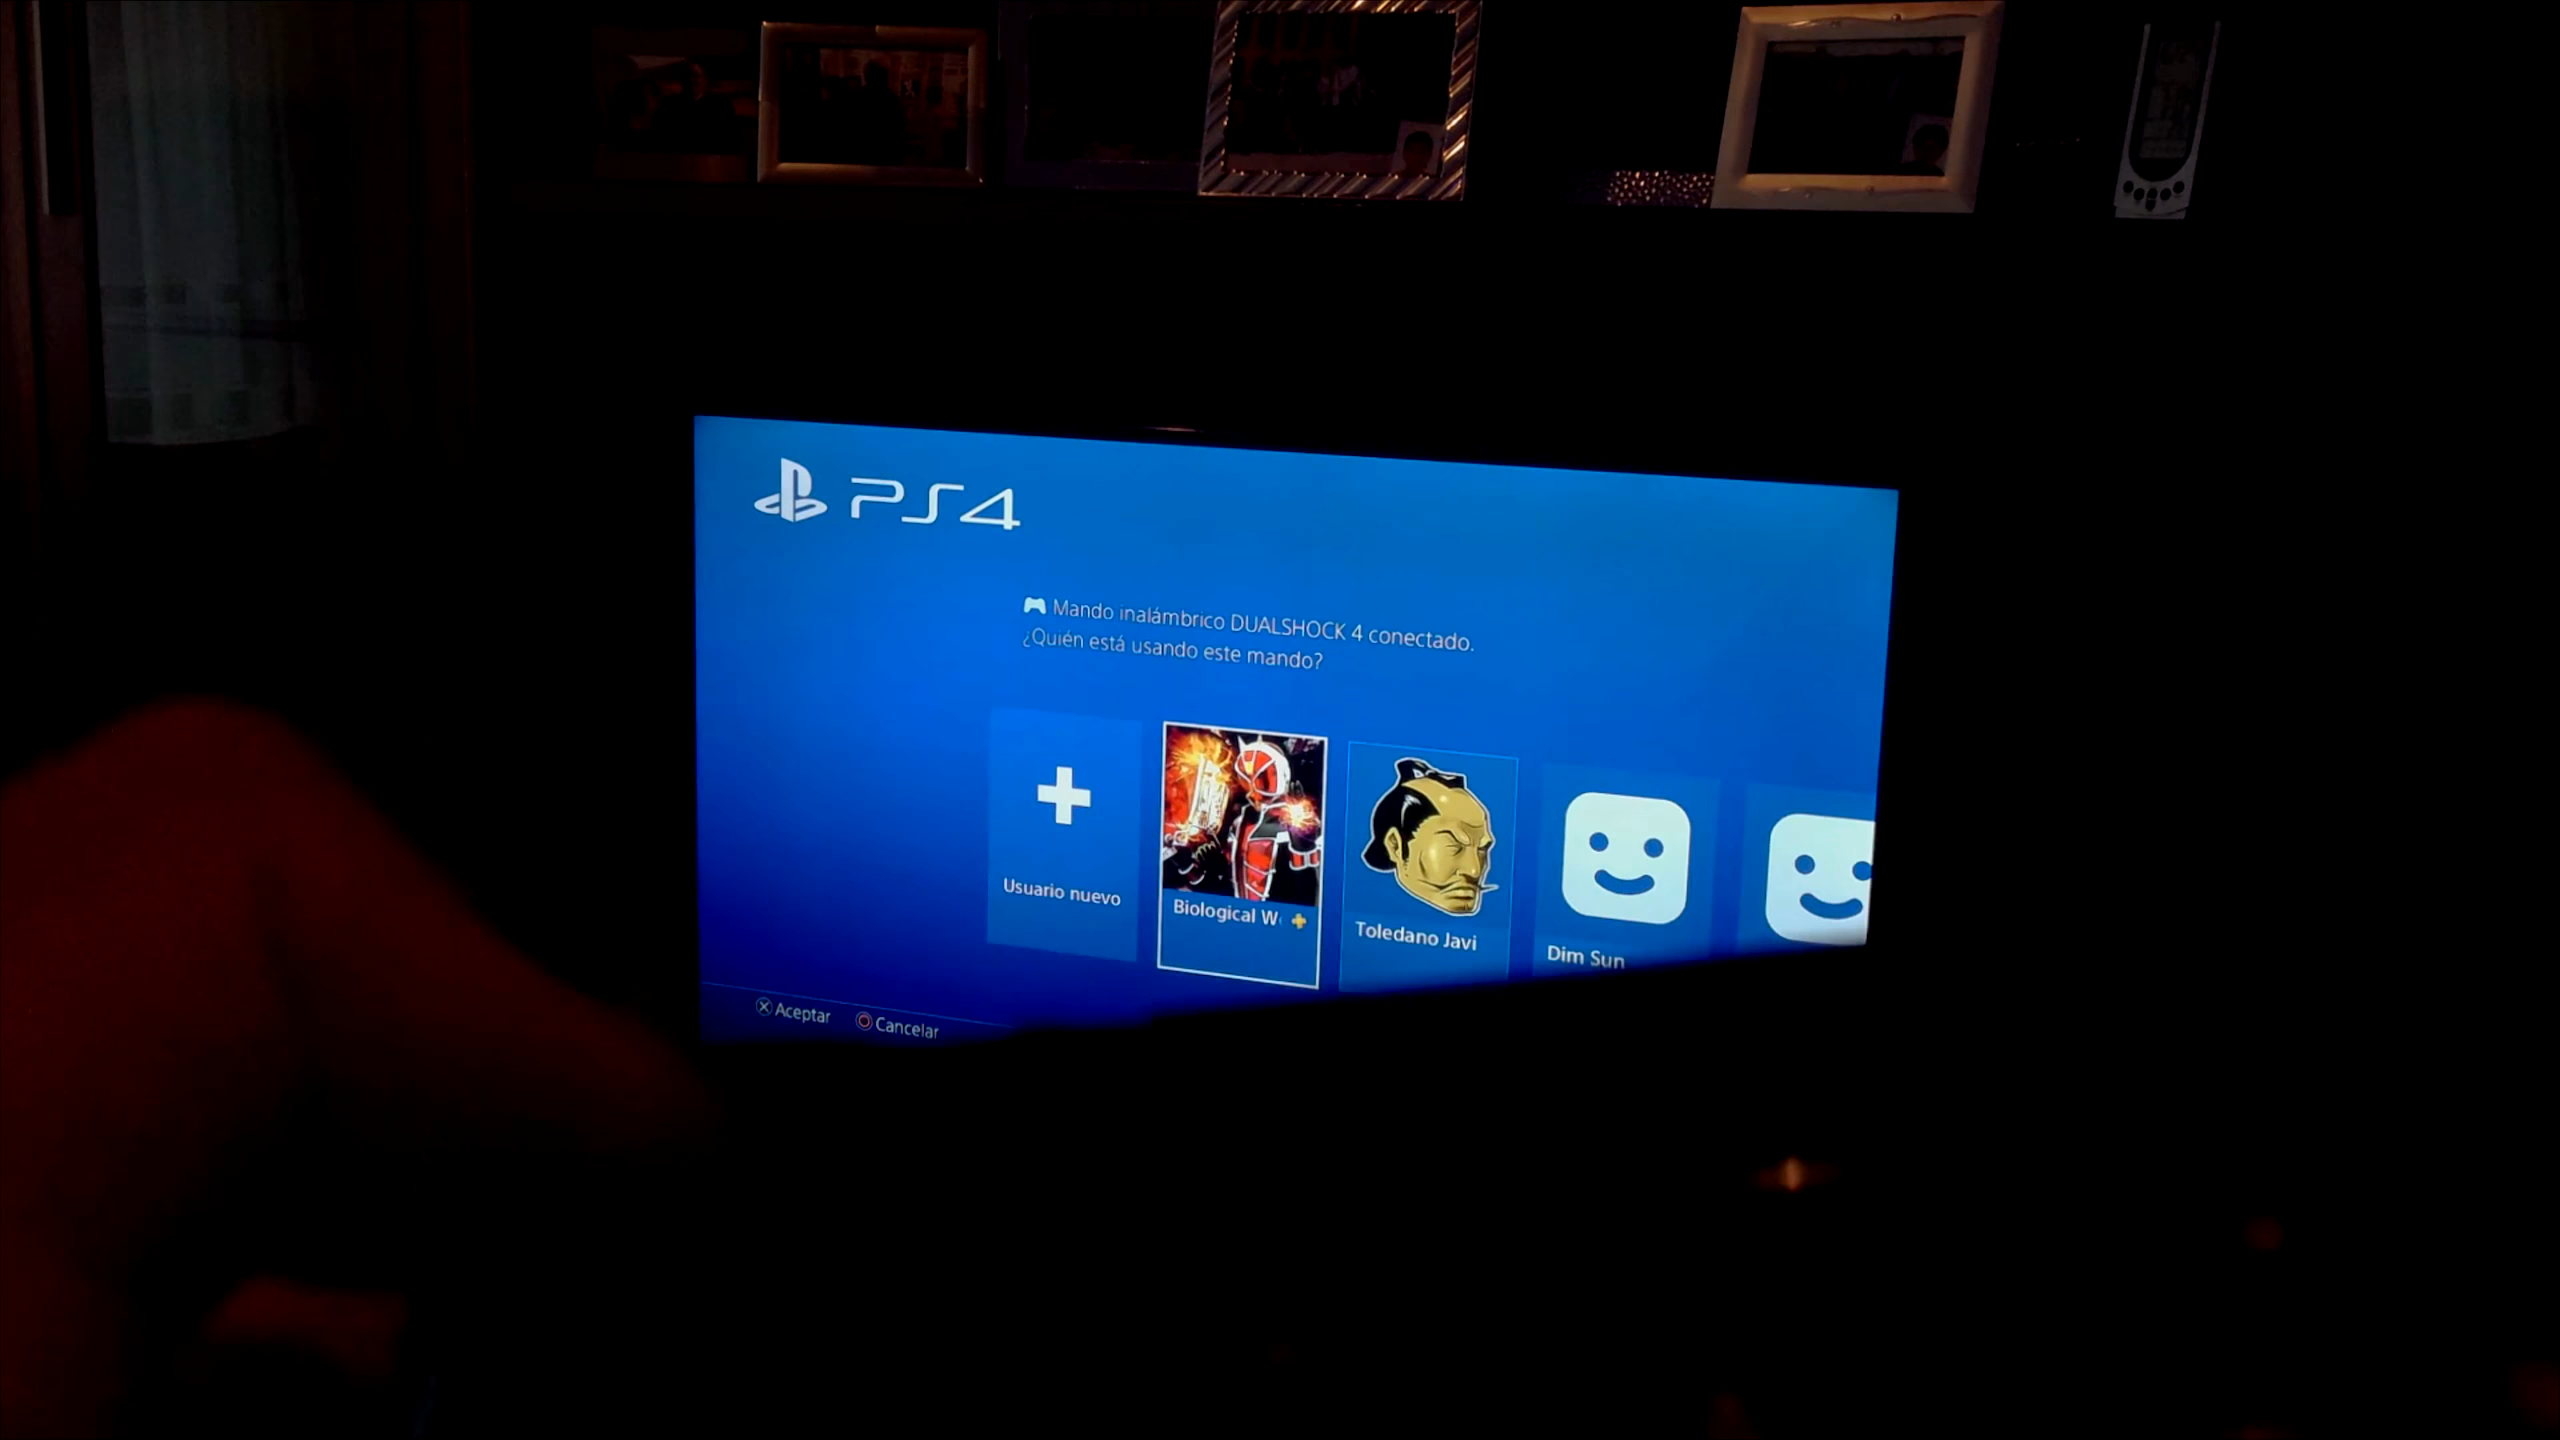 PS4
Mando inalámbrico DUALSHOCK 4 conectado.
¿Quién está usando este mando?
Usuario nuevo
Biological W
Toledano Javi
Dim Sun
Aceptar
Cancelar